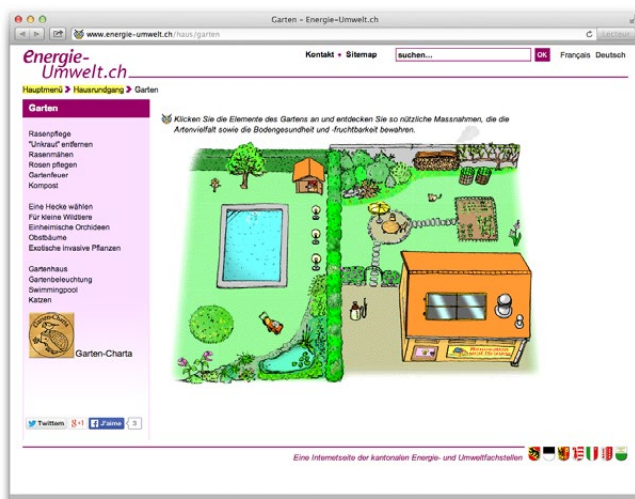 Garten – Energie-Umwelt.ch
www.energie-umwelt.ch/haus/garten
Lecteur
energie-
Umwelt.ch
Kontakt + Sitemap
suchen...
OK
Français Deutsch
Hauptmenü > Hausrundgang > Garten
Garten
Klicken Sie die Elemente des Gartens an und entdecken Sie so nützliche Massnahmen, die die
Artenvielfalt sowie die Bodengesundheit und -fruchtbarkeit bewahren.
Rasenpflege
"Unkraut" entfernen
Rasenmähen
Rosen pflegen
Gartenfeuer
Kompost
Eine Hecke wählen
Für kleine Wildtiere
Einheimische Orchideen
Obstbäume
Exotische invasive Pflanzen
Gartenhaus
Gartenbeleuchtung
Swimmingpool
Katzen
Garten-Charta
Garten-Charta
Twittern
g+1
J'aime
3
Eine Internetseite der kantonalen Energie- und Umweltfachstellen